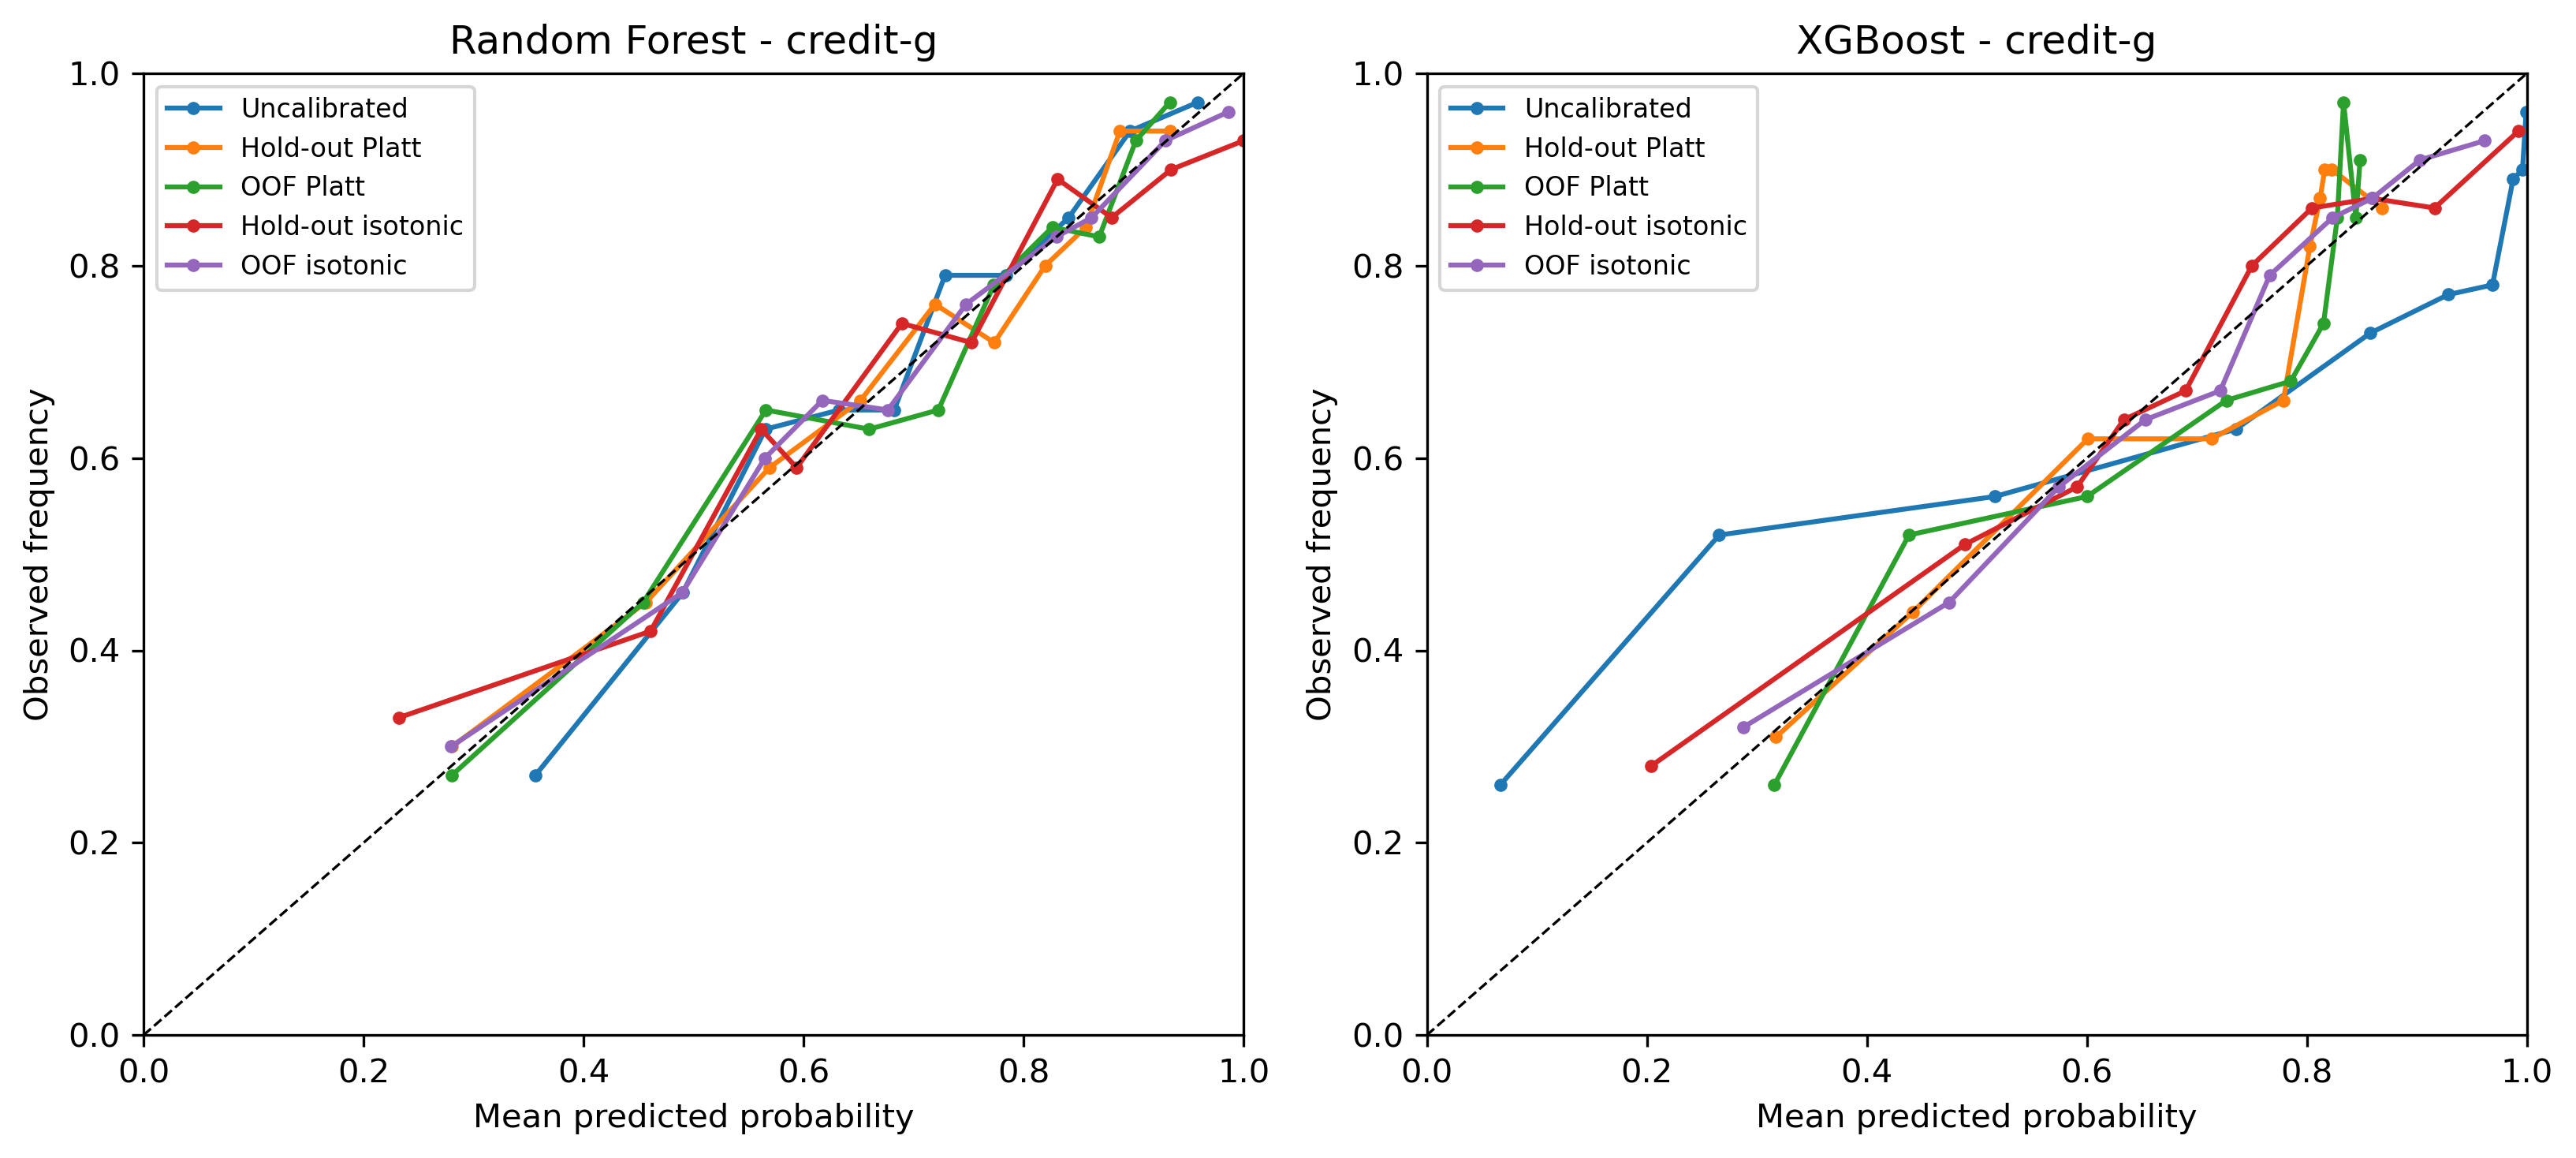 Random Forest - credit-g
1.0
0.8
0.6
0.4
0.2
0.0
Observed frequency
Uncalibrated
Hold-out Platt
OOF Platt
Hold-out isotonic
OOF isotonic
0.0 0.2 0.4 0.6 0.8 1.0
Mean predicted probability
XGBoost - credit-g
1.0
0.8
0.6
0.4
0.2
0.0
Observed frequency
Uncalibrated
Hold-out Platt
OOF Platt
Hold-out isotonic
OOF isotonic
0.0 0.2 0.4 0.6 0.8 1.0
Mean predicted probability